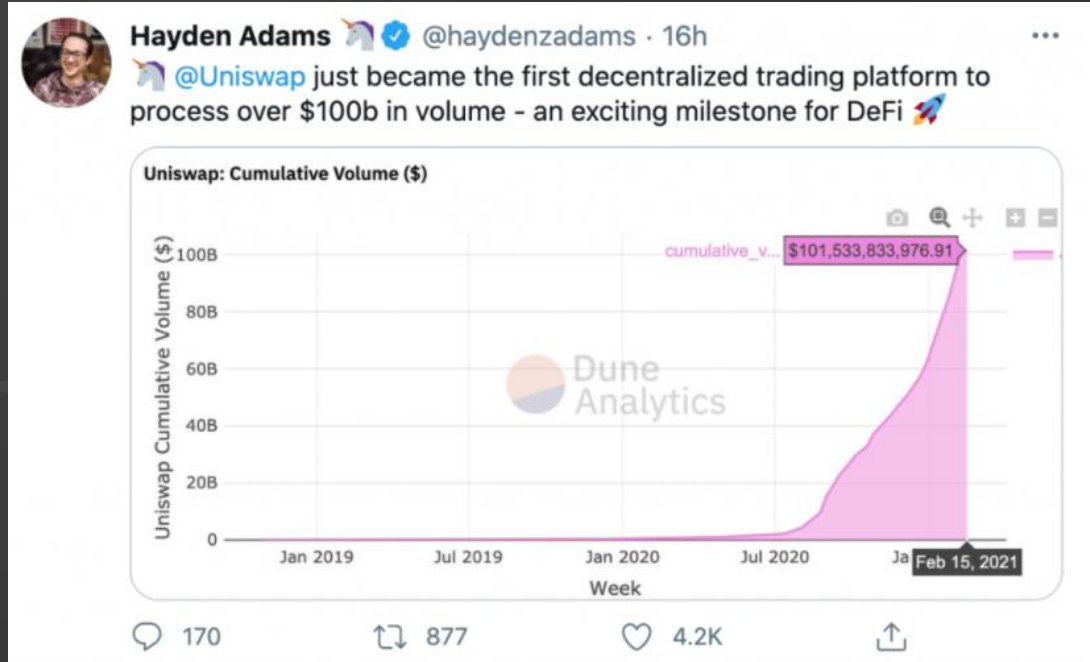 Hayden Adams 🦄 @haydenzadams · 16h
🦄 @Uniswap just became the first decentralized trading platform to
process over $100b in volume - an exciting milestone for DeFi 🚀
Uniswap: Cumulative Volume ($)
cumulative_v... $101,533,833,976.91
Uniswap Cumulative Volume ($)
100B
80B
60B
40B
20B
0
Dune
Analytics
Jan 2019 Jul 2019 Jan 2020 Jul 2020 Ja Feb 15, 2021
Week
170 877 4.2K